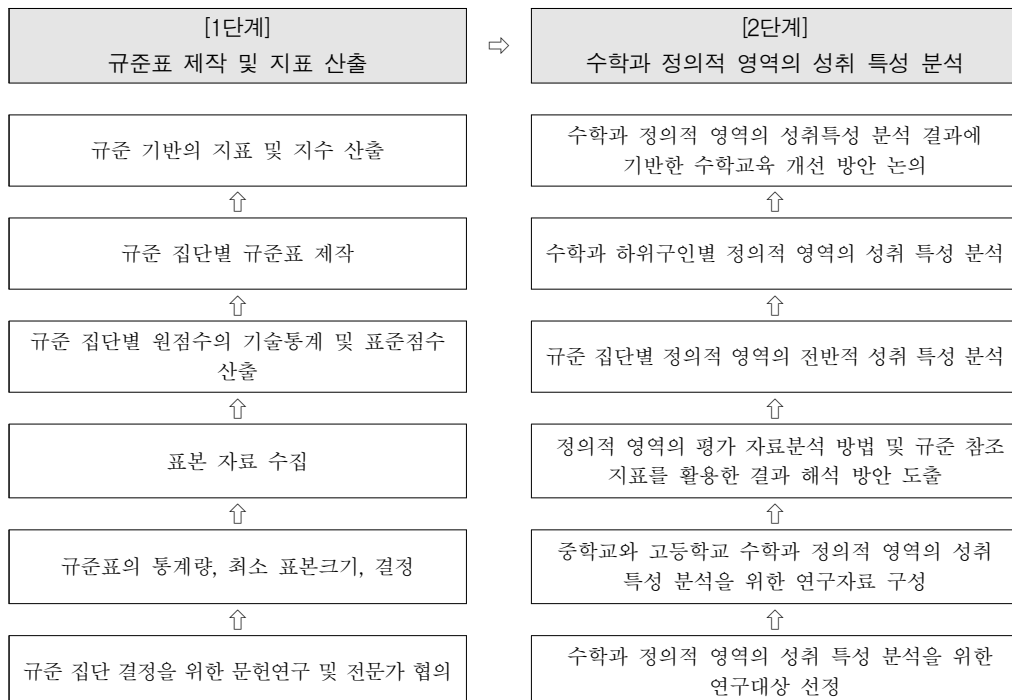 [1단계]
규준표 제작 및 지표 산출
⇨
[2단계]
수학과 정의적 영역의 성취 특성 분석
규준 기반의 지표 및 지수 산출
⇧
규준 집단별 규준표 제작
⇧
규준 집단별 원점수의 기술통계 및 표준점수
산출
⇧
표본 자료 수집
⇧
규준표의 통계량, 최소 표본크기, 결정
⇧
규준 집단 결정을 위한 문헌연구 및 전문가 협의
수학과 정의적 영역의 성취특성 분석 결과에
기반한 수학교육 개선 방안 논의
⇧
수학과 하위구인별 정의적 영역의 성취 특성 분석
⇧
규준 집단별 정의적 영역의 전반적 성취 특성 분석
⇧
정의적 영역의 평가 자료분석 방법 및 규준 참조
지표를 활용한 결과 해석 방안 도출
⇧
중학교와 고등학교 수학과 정의적 영역의 성취
특성 분석을 위한 연구자료 구성
⇧
수학과 정의적 영역의 성취 특성 분석을 위한
연구대상 선정